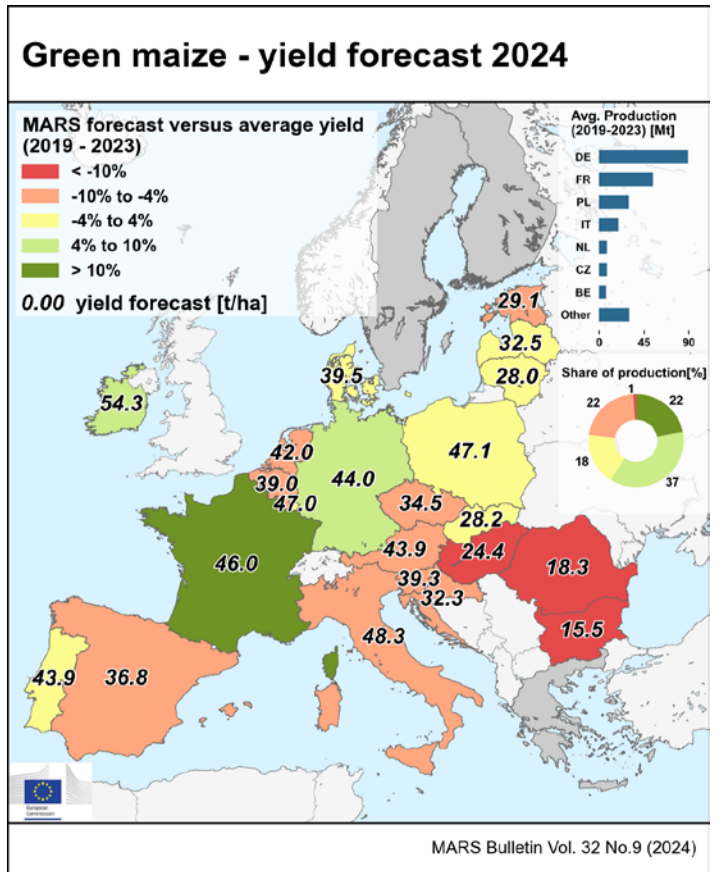 Green maize - yield forecast 2024
MARS forecast versus average yield
(2019 - 2023)
< -10%
-10% to -4%
-4% to 4%
4% to 10%
> 10%
0.00 yield forecast [t/ha]
Avg. Production
(2019-2023) [Mt]
DE
FR
PL
IT
NL
CZ
BE
Other
0 45 90
Share of production[%]
1
22 22
18
37
29.1
32.5
39.5
28.0
54.3
42.0
47.1
39.0
44.0
47.0
34.5
28.2
46.0
43.9
24.4
18.3
39.3
32.3
15.5
48.3
43.9
36.8
European
Commission
MARS Bulletin Vol. 32 No.9 (2024)